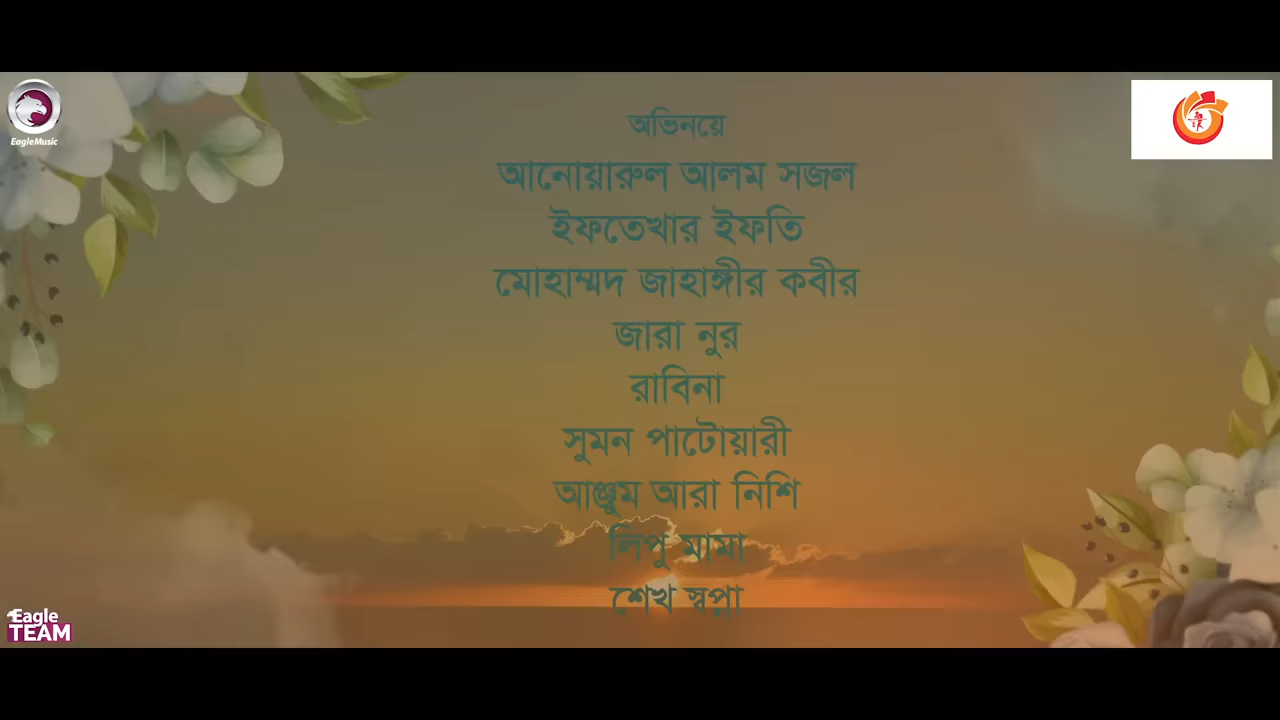 EagleMusic
অভিনয়ে
আনোয়ারুল আলম সজল
ইফতেখার ইফতি
মোহাম্মদ জাহাঙ্গীর কবীর
জারা নুর
রাবিনা
সুমন পাটোয়ারী
আঞ্জুম আরা নিশি
লিপু মামা
শেখ স্বপ্না
Eagle
TEAM